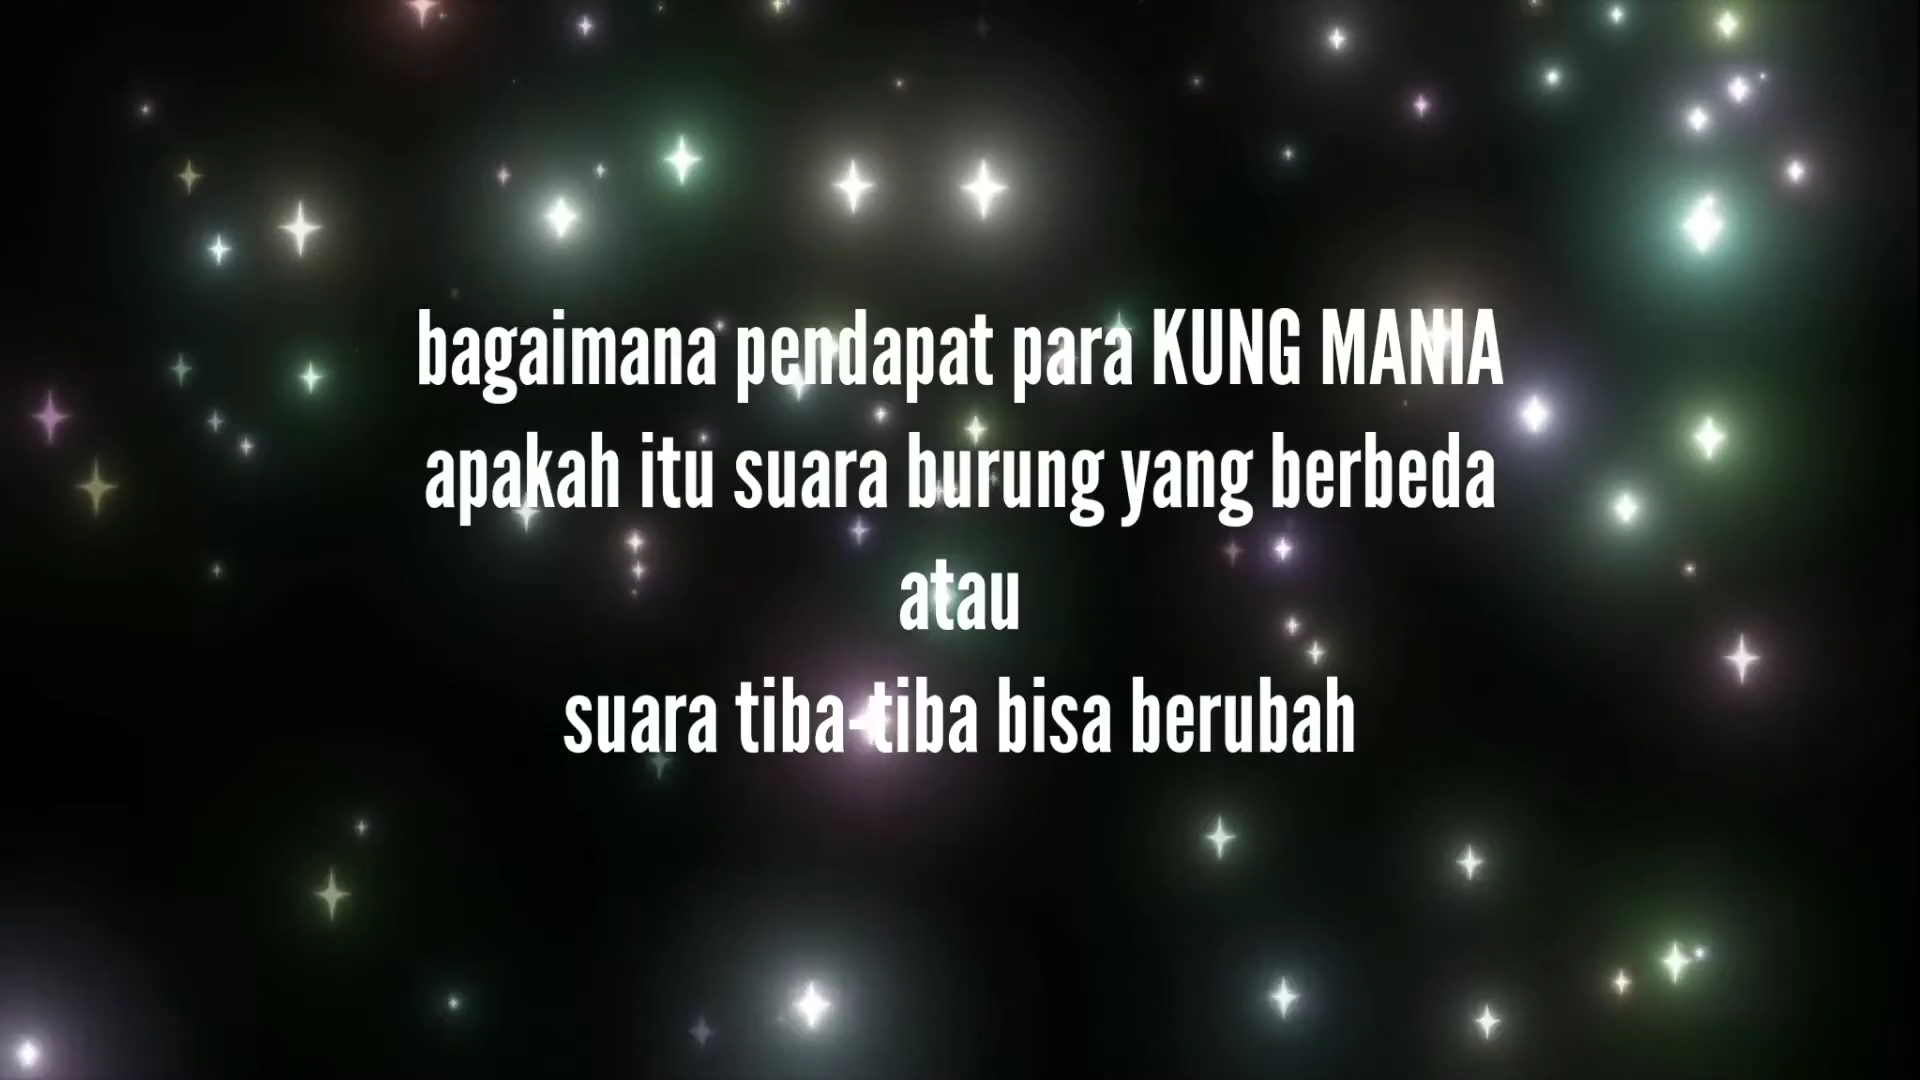 bagaimana pendapat para KUNG MANIA
apakah itu suara burung yang berbeda
atau
suara tiba-tiba bisa berubah